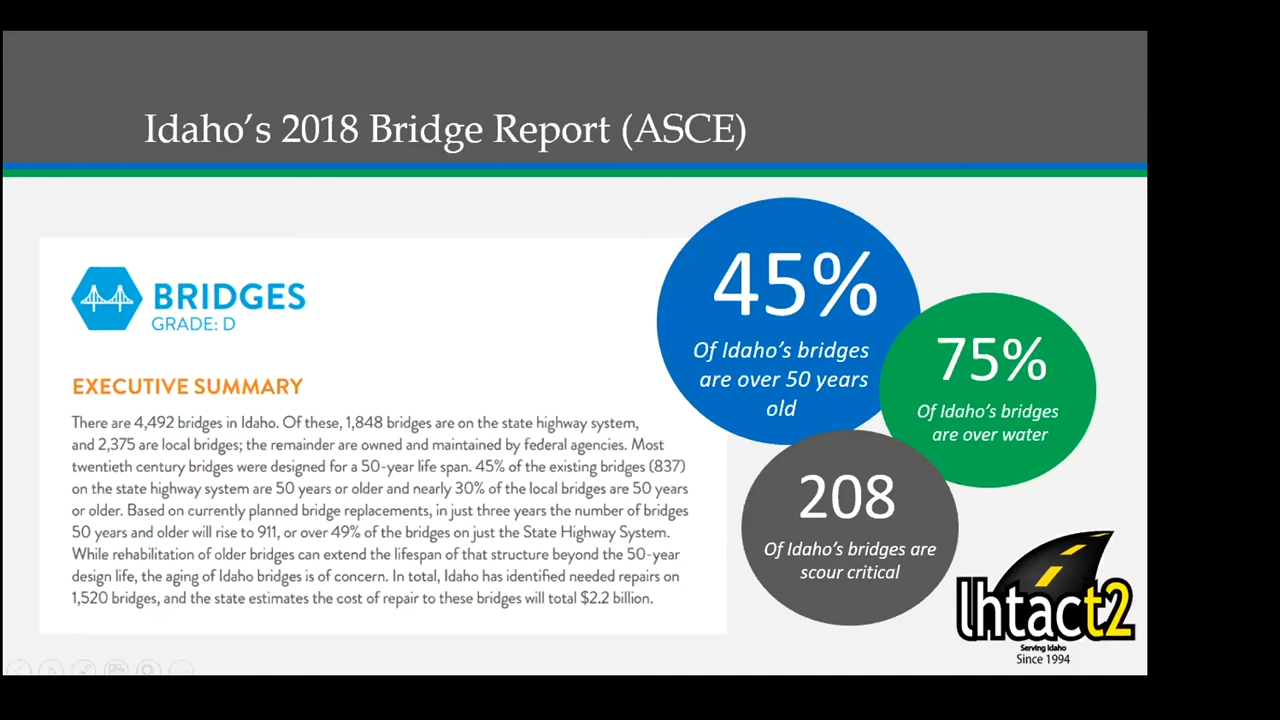 Idaho’s 2018 Bridge Report (ASCE)
BRIDGES
GRADE: D
EXECUTIVE SUMMARY
There are 4,492 bridges in Idaho. Of these, 1,848 bridges are on the state highway system,
and 2,375 are local bridges; the remainder are owned and maintained by federal agencies. Most
twentieth century bridges were designed for a 50-year life span. 45% of the existing bridges (837)
on the state highway system are 50 years or older and nearly 30% of the local bridges are 50 years
or older. Based on currently planned bridge replacements, in just three years the number of bridges
50 years and older will rise to 911, or over 49% of the bridges on just the State Highway System.
While rehabilitation of older bridges can extend the lifespan of that structure beyond the 50-year
design life, the aging of Idaho bridges is of concern. In total, Idaho has identified needed repairs on
1,520 bridges, and the state estimates the cost of repair to these bridges will total $2.2 billion.
45%
Of Idaho’s bridges
are over 50 years
old
75%
Of Idaho’s bridges
are over water
208
Of Idaho’s bridges are
scour critical
lhtact2
Serving Idaho
Since 1994